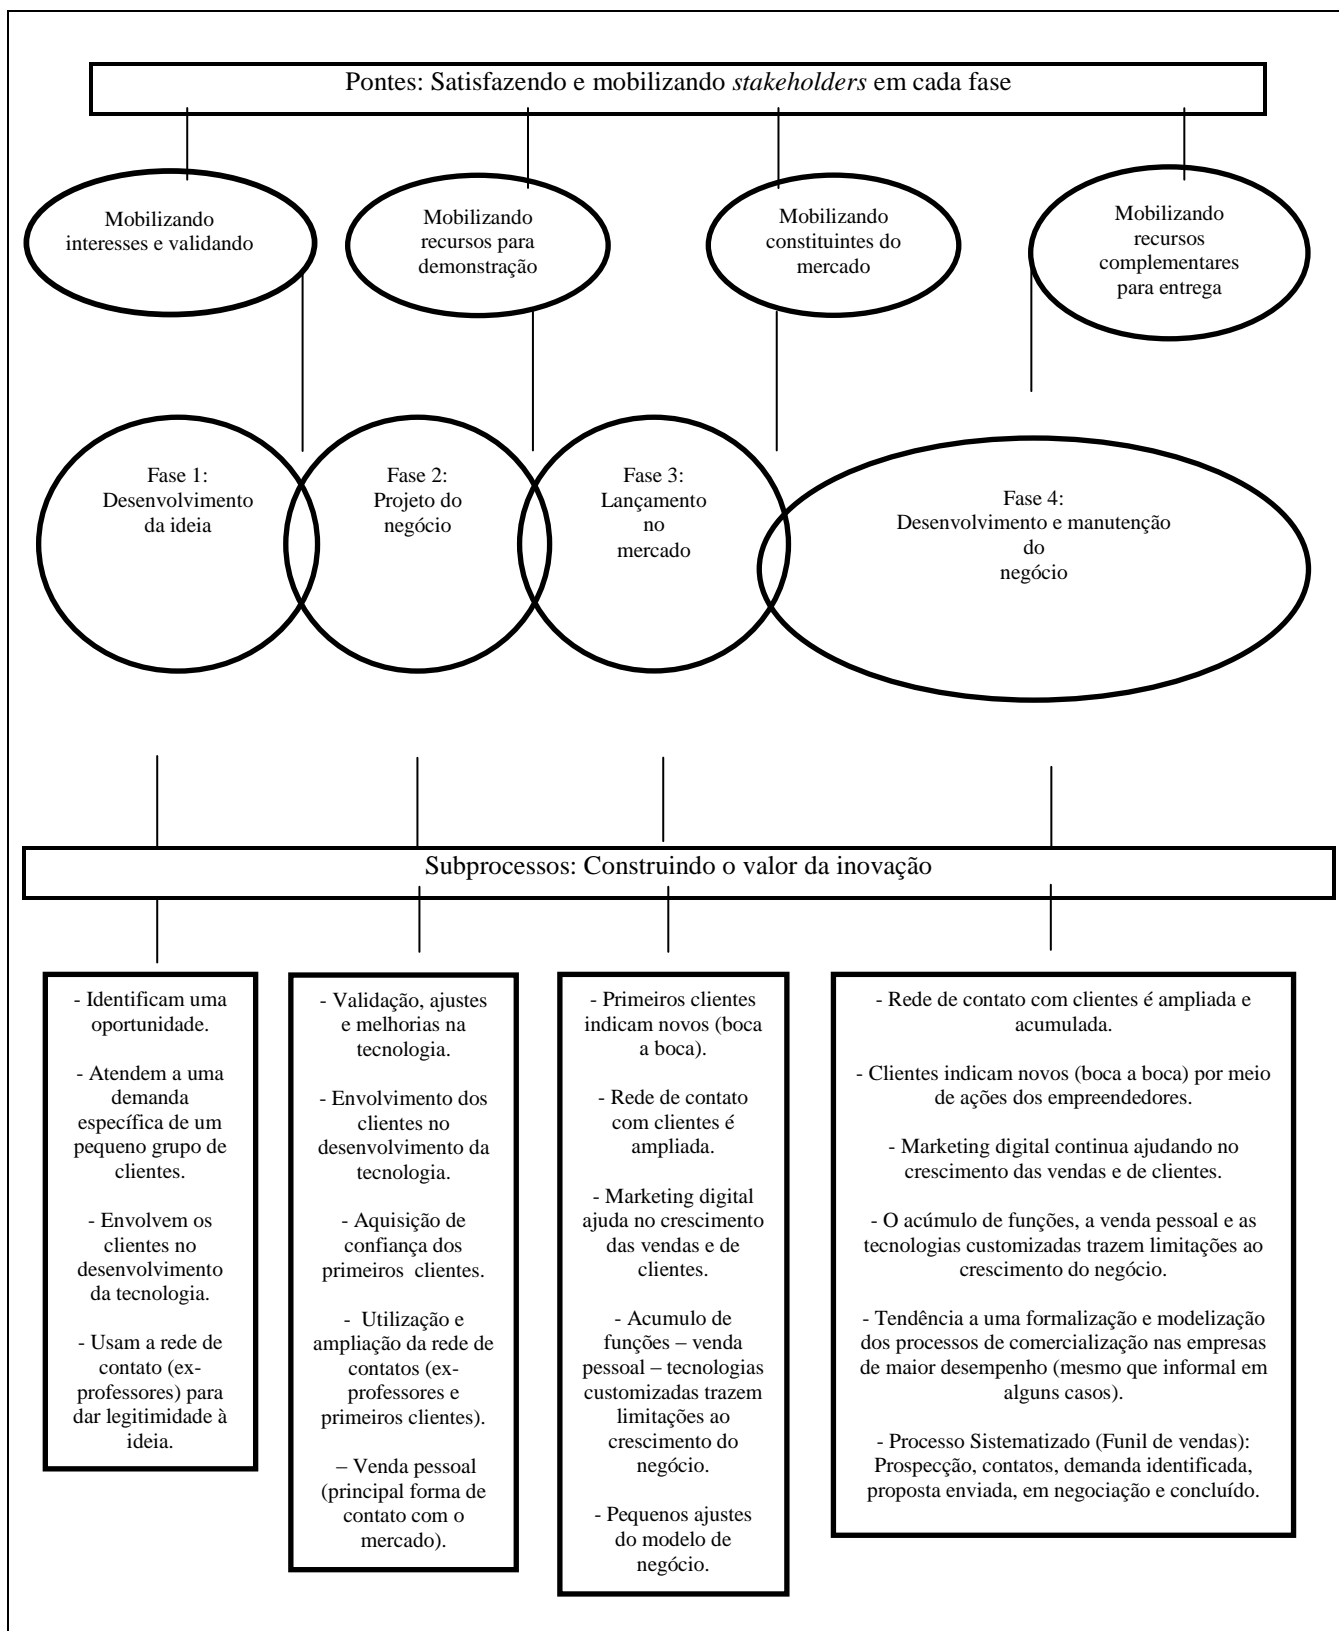 Pontes: Satisfazendo e mobilizando stakeholders em cada fase
Mobilizando
interesses e validando
Mobilizando
recursos para
demonstração
Mobilizando
constituintes do
mercado
Mobilizando
recursos
complementares
para entrega
Fase 1:
Desenvolvimento
da ideia
Fase 2:
Projeto do
negócio
Fase 3:
Lançamento
no
mercado
Fase 4:
Desenvolvimento e manutenção
do
negócio
Subprocessos: Construindo o valor da inovação
- Identificam uma
oportunidade.
- Atendem a uma
demanda
específica de um
pequeno grupo de
clientes.
- Envolvem os
clientes no
desenvolvimento
da tecnologia.
- Usam a rede de
contato (ex-
professores) para
dar legitimidade à
ideia.
- Validação, ajustes
e melhorias na
tecnologia.
- Envolvimento dos
clientes no
desenvolvimento da
tecnologia.
- Aquisição de
confiança dos
primeiros clientes.
- Utilização e
ampliação da rede de
contatos (ex-
professores e
primeiros clientes).
– Venda pessoal
(principal forma de
contato com o
mercado).
- Primeiros clientes
indicam novos (boca
a boca).
- Rede de contato
com clientes é
ampliada.
- Marketing digital
ajuda no crescimento
das vendas e de
clientes.
- Acumulo de
funções – venda
pessoal – tecnologias
customizadas trazem
limitações ao
crescimento do
negócio.
- Pequenos ajustes
do modelo de
negócio.
- Rede de contato com clientes é ampliada e
acumulada.
- Clientes indicam novos (boca a boca) por meio
de ações dos empreendedores.
- Marketing digital continua ajudando no
crescimento das vendas e de clientes.
- O acúmulo de funções, a venda pessoal e as
tecnologias customizadas trazem limitações ao
crescimento do negócio.
- Tendência a uma formalização e modelização
dos processos de comercialização nas empresas
de maior desempenho (mesmo que informal em
alguns casos).
- Processo Sistematizado (Funil de vendas):
Prospecção, contatos, demanda identificada,
proposta enviada, em negociação e concluído.